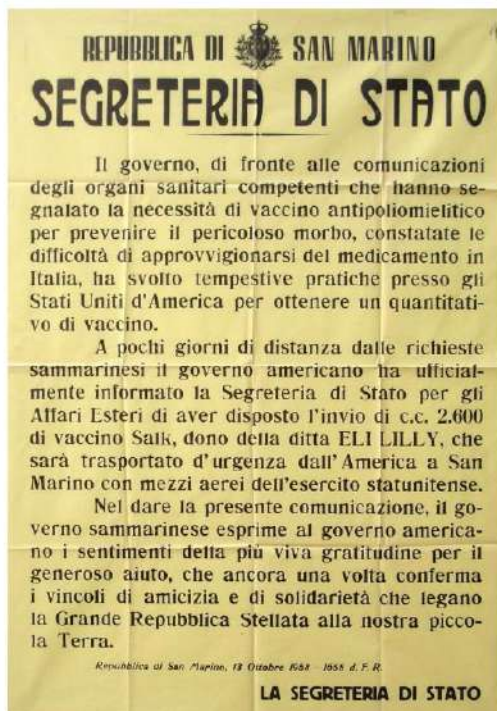 REPUBBLICA DI SAN MARINO
SEGRETERIA DI STATO
Il governo, di fronte alle comunicazioni
degli organi sanitari competenti che hanno se-
gnalato la necessità di vaccino antipoliomielitico
per prevenire il pericoloso morbo, constatate le
difficoltà di approvvigionarsi del medicamento in
Italia, ha svolto tempestive pratiche presso gli
Stati Uniti d'America per ottenere un quantitati-
vo di vaccino.
A pochi giorni di distanza dalle richieste
sammarinesi il governo americano ha ufficial-
mente informato la Segreteria di Stato per gli
Affari Esteri di aver disposto l'invio di c.c. 2.600
di vaccino Salk, dono della ditta ELI LILLY, che
sarà trasportato d'urgenza dall'America a San
Marino con mezzi aerei dell'esercito statunitense.
Nel dare la presente comunicazione, il go-
verno sammarinese esprime al governo america-
no i sentimenti della più viva gratitudine per il
generoso aiuto, che ancora una volta conferma
i vincoli di amicizia e di solidarietà che legano
la Grande Repubblica Stellata alla nostra picco-
la Terra.
Repubblica di San Marino, 13 Ottobre 1958 - 1658 d. F. R.
LA SEGRETERIA DI STATO